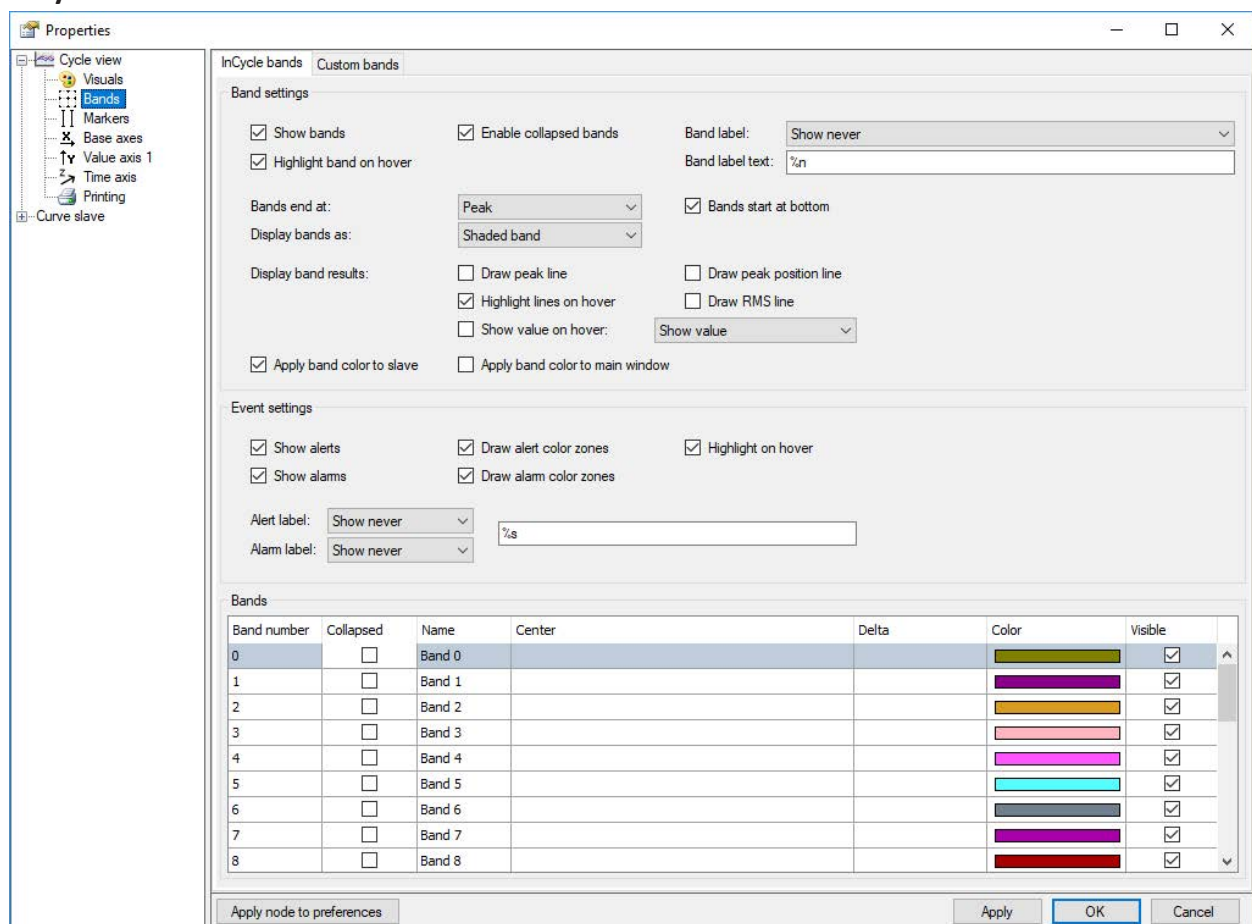 Properties
Cycle view
Visuals
Bands
Markers
Base axes
Value axis 1
Time axis
Printing
Curve slave
InCycle bands Custom bands
Band settings
Show bands Enable collapsed bands Band label: Show never
Highlight band on hover Band label text: %n
Bands end at: Peak Bands start at bottom
Display bands as: Shaded band
Display band results: Draw peak line Draw peak position line
Highlight lines on hover Draw RMS line
Show value on hover: Show value
Apply band color to slave Apply band color to main window
Event settings
Show alerts Draw alert color zones Highlight on hover
Show alarms Draw alarm color zones
Alert label: Show never
%s
Alarm label: Show never
Bands
Band number Collapsed Name Center Delta Color Visible
0 Band 0
1 Band 1
2 Band 2
3 Band 3
4 Band 4
5 Band 5
6 Band 6
7 Band 7
8 Band 8
Apply node to preferences Apply OK Cancel